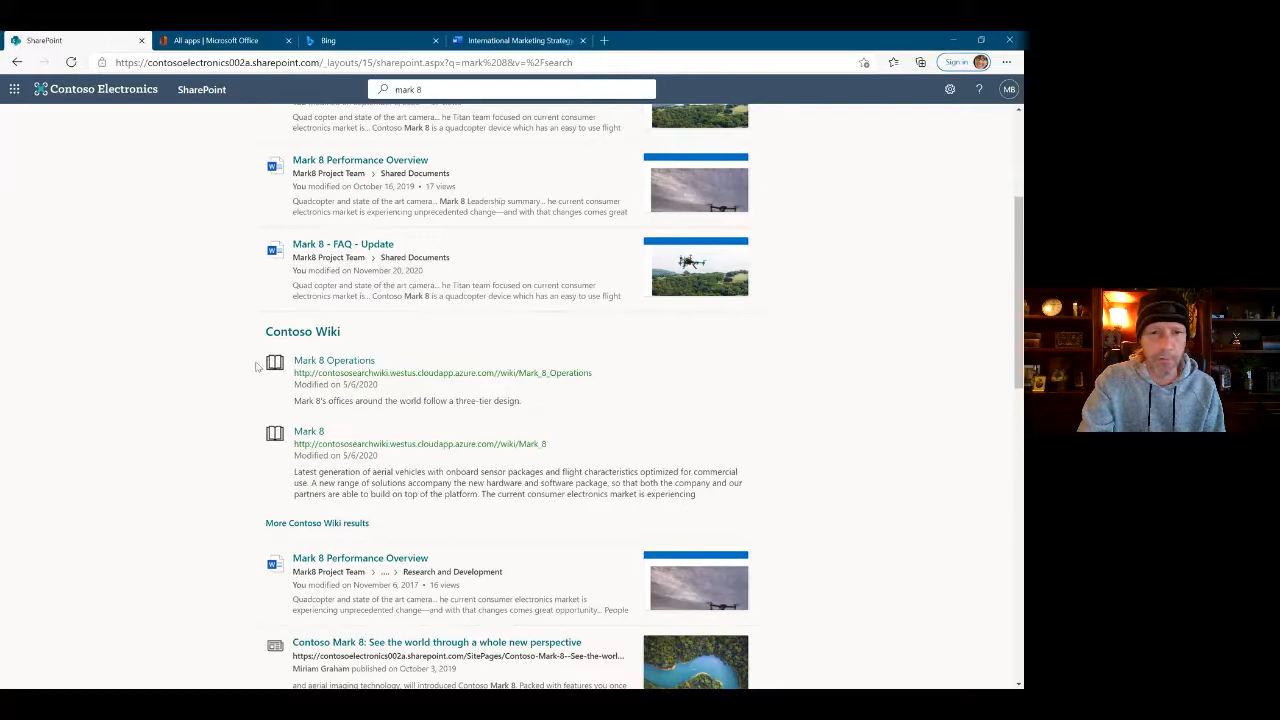 SharePoint
All apps | Microsoft Office
Bing
International Marketing Strateg
https://contosoelectronics002a.sharepoint.com/_layouts/15/sharepoint.aspx?q=mark%208&v=%2Fsearch
Sign in
Contoso Electronics
SharePoint
mark 8
MB
Quad copter and state of the art camera... he Titan team focused on current consumer
electronics market is... Contoso Mark 8 is a quadcopter device which has an easy to use flight
Mark 8 Performance Overview
Mark8 Project Team > Shared Documents
You modified on October 16, 2019 • 17 views
Quadcopter and state of the art camera... Mark 8 Leadership summary... he current consumer
electronics market is experiencing unprecedented change—and with that changes comes great
Mark 8 - FAQ - Update
Mark8 Project Team > Shared Documents
You modified on November 20, 2020
Quad copter and state of the art camera... he Titan team focused on current consumer
electronics market is... Contoso Mark 8 is a quadcopter device which has an easy to use flight
Contoso Wiki
Mark 8 Operations
http://contososearchwiki.westus.cloudapp.azure.com//wiki/Mark_8_Operations
Modified on 5/6/2020
Mark 8's offices around the world follow a three-tier design.
Mark 8
http://contososearchwiki.westus.cloudapp.azure.com//wiki/Mark_8
Modified on 5/6/2020
Latest generation of aerial vehicles with onboard sensor packages and flight characteristics optimized for commercial
use. A new range of solutions accompany the new hardware and software package, so that both the company and our
partners are able to build on top of the platform. The current consumer electronics market is experiencing
More Contoso Wiki results
Mark 8 Performance Overview
Mark8 Project Team > .... > Research and Development
You modified on November 6, 2017 • 16 views
Quadcopter and state of the art camera... he current consumer electronics market is
experiencing unprecedented change—and with that changes comes great opportunity... People
Contoso Mark 8: See the world through a whole new perspective
https://contosoelectronics002a.sharepoint.com/SitePages/Contoso-Mark-8--See-the-worl...
Miriam Graham published on October 3, 2019
and aerial imaging technology, will introduced Contoso Mark 8. Packed with features you once